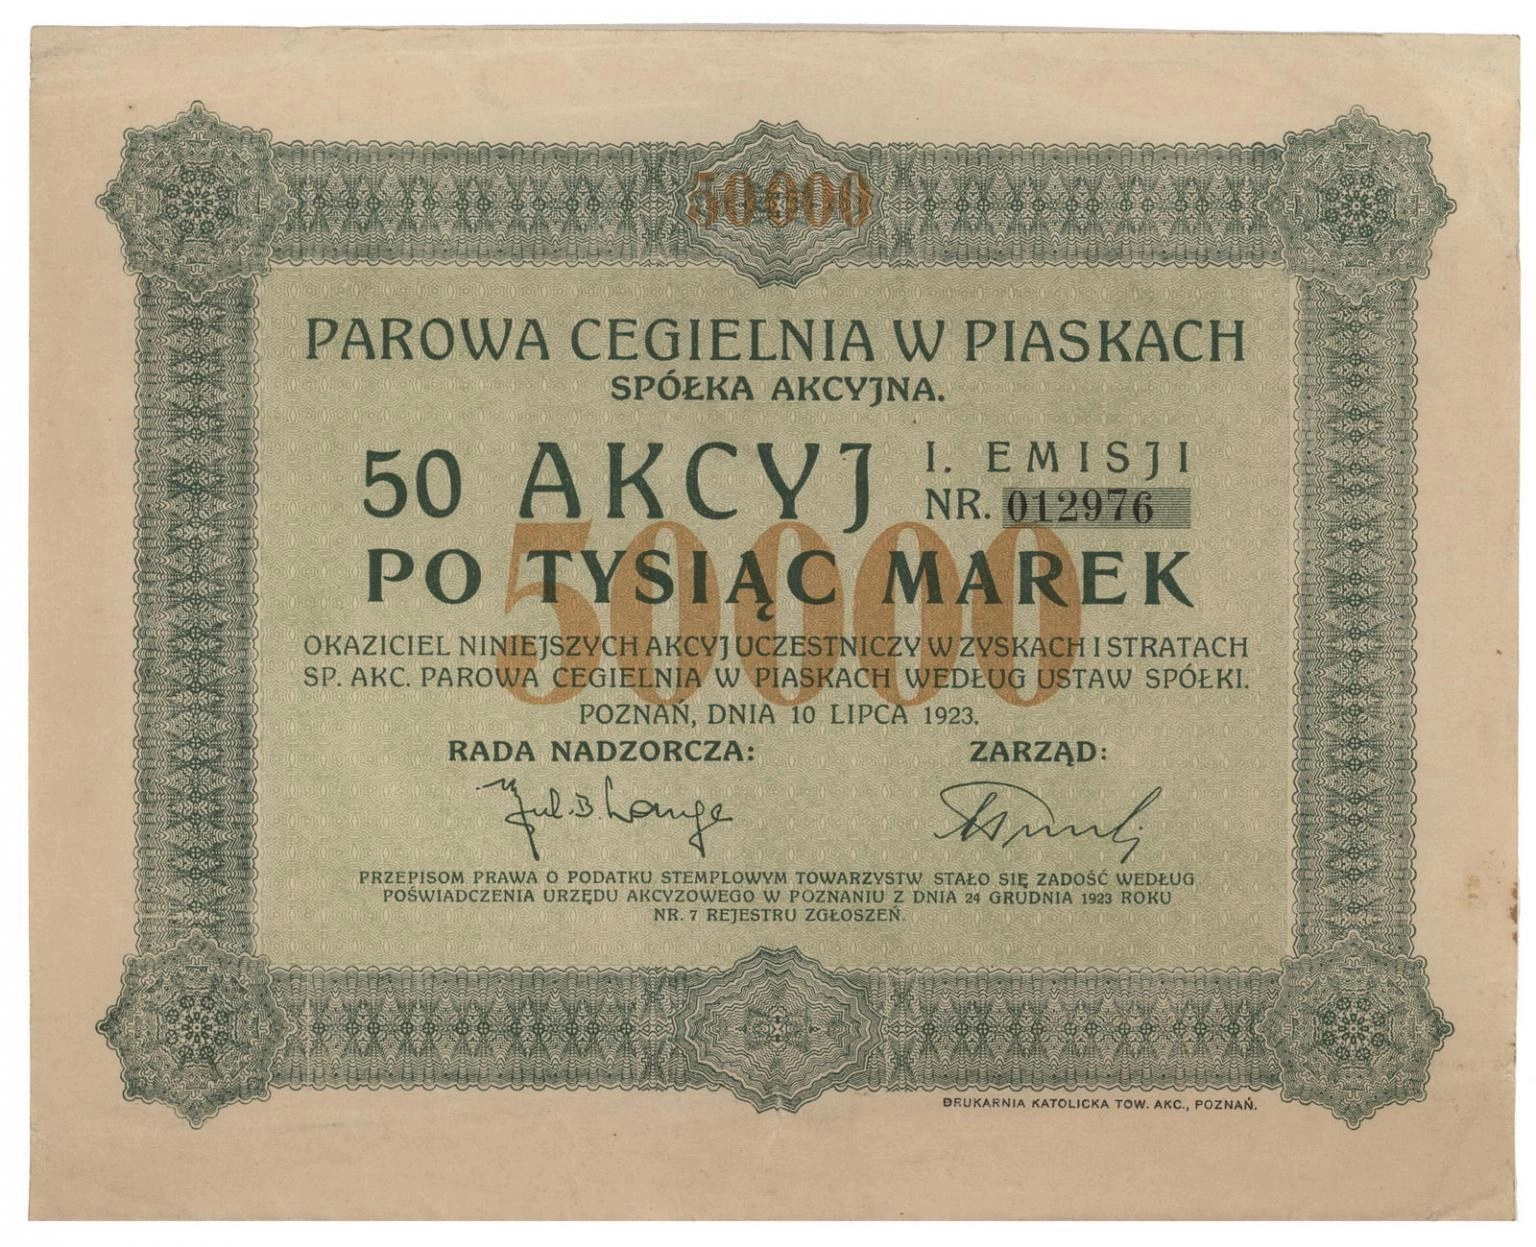 50000
PAROWA CEGIELNIA W PIASKACH
SPÓŁKA AKCYJNA.
50 AKCYJ I. EMISJI
NR. 012976
PO TYSIĄC MAREK
50000
OKAZICIEL NINIEJSZYCH AKCYJ UCZESTNICZY W ZYSKACH I STRATACH
SP. AKC. PAROWA CEGIELNIA W PIASKACH WEDŁUG USTAW SPÓŁKI.
POZNAŃ, DNIA 10 LIPCA 1923.
RADA NADZORCZA: ZARZĄD:
Jul. B. Lange
PRZEPISOM PRAWA O PODATKU STEMPLOWYM TOWARZYSTW STAŁO SIĘ ZADOŚĆ WEDŁUG
POŚWIADCZENIA URZĘDU AKCYZOWEGO W POZNANIU Z DNIA 24 GRUDNIA 1923 ROKU
NR. 7 REJESTRU ZGŁOSZEŃ.
DRUKARNIA KATOLICKA TOW. AKC., POZNAŃ.